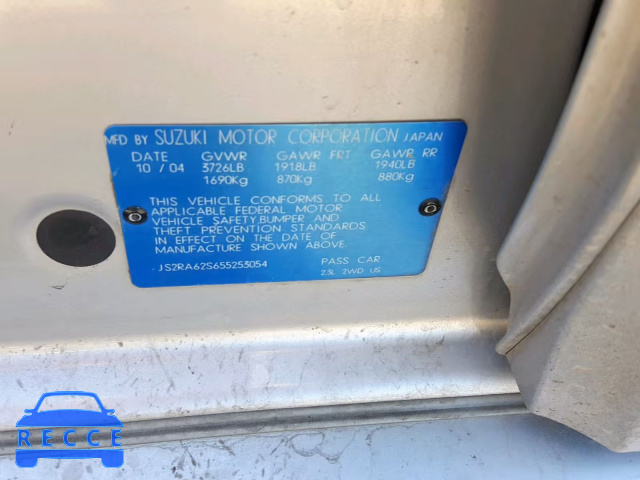 MFD BY SUZUKI MOTOR CORPORATION JAPAN
DATE GVWR GAWR FRT GAWR RR
10 / 04 3726LB 1918LB 1940LB
1690Kg 870Kg 880Kg
THIS VEHICLE CONFORMS TO ALL
APPLICABLE FEDERAL MOTOR
VEHICLE SAFETY,BUMPER AND
THEFT PREVENTION STANDARDS
IN EFFECT ON THE DATE OF
MANUFACTURE SHOWN ABOVE.
JS2RA62S655253054 PASS CAR
2.3L 2WD US
RECCE